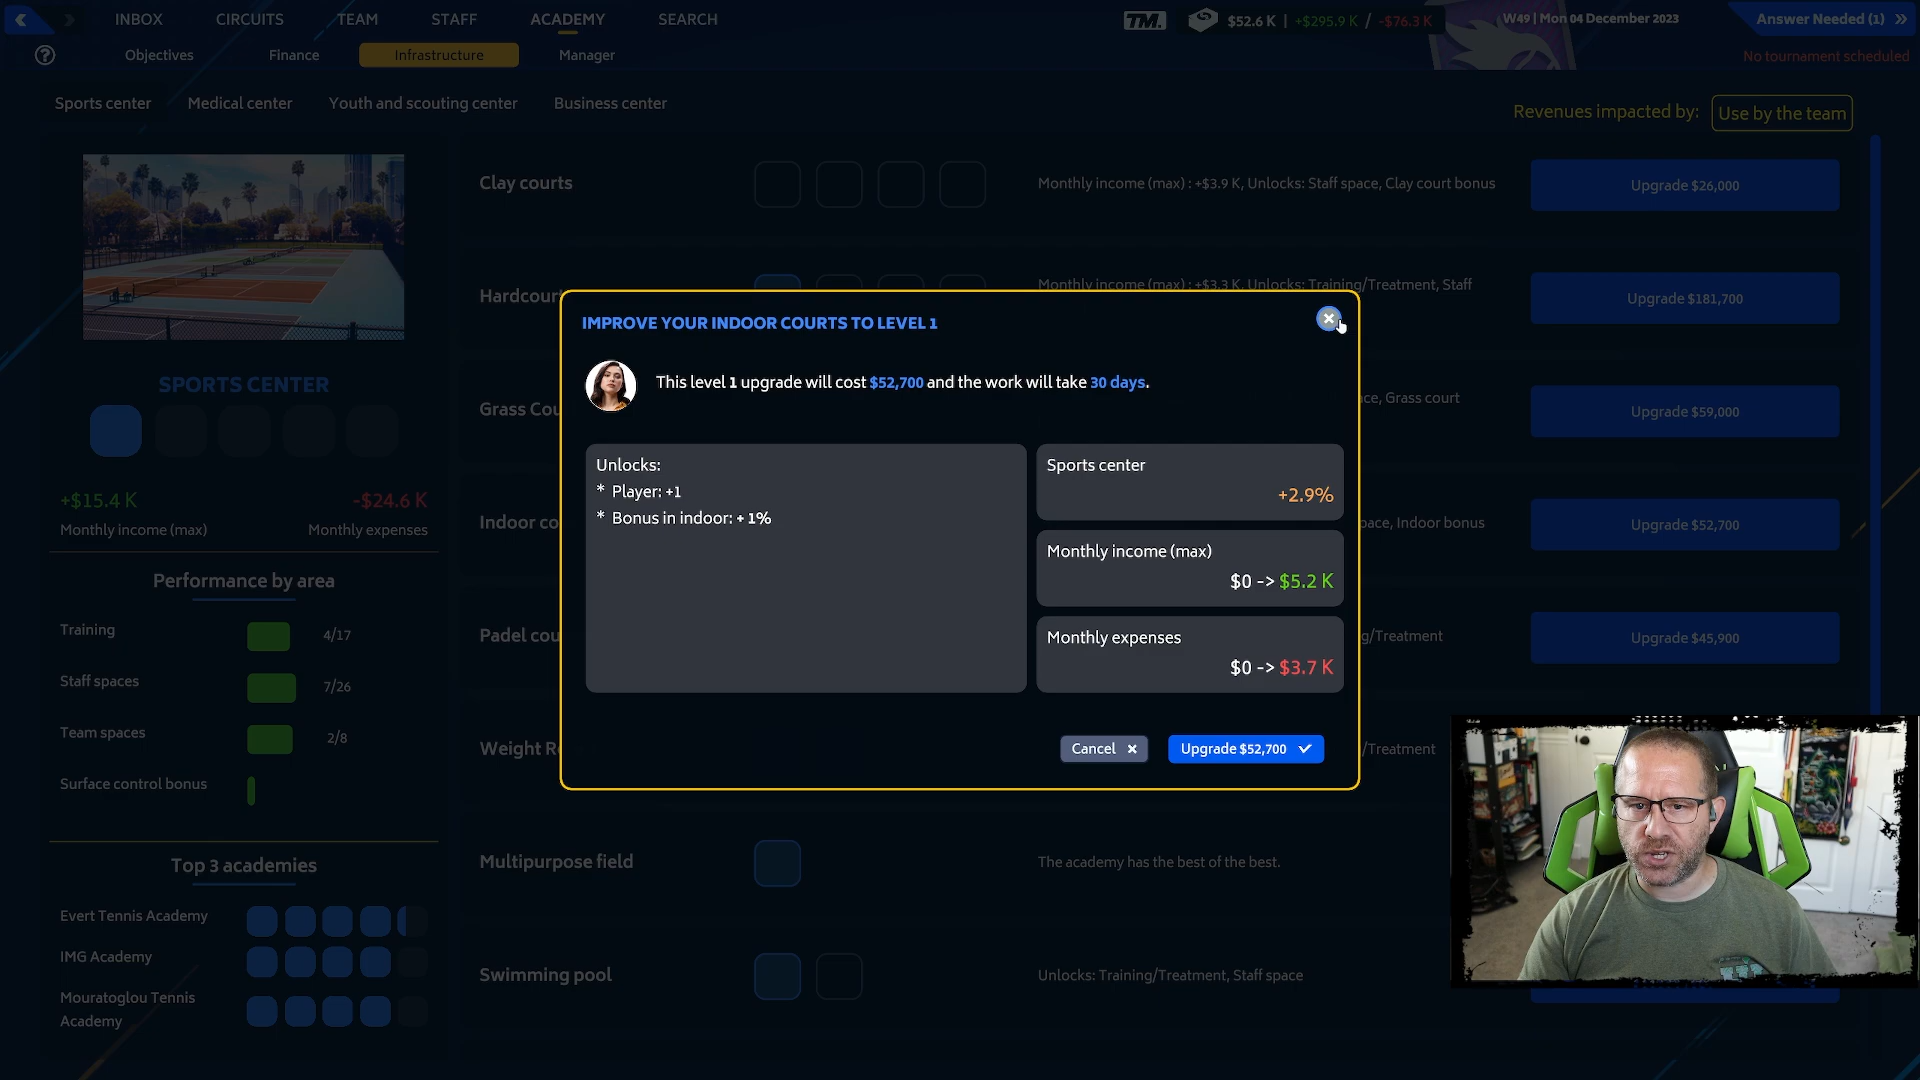 INBOX
CIRCUITS
TEAM
STAFF
ACADEMY
SEARCH
TM.
$52.6 K | +$295.9 K / -$76.3 K
W49 | Mon 04 December 2023
Answer Needed (1)
Objectives
Finance
Infrastructure
Manager
No tournament scheduled
Sports center
Medical center
Youth and scouting center
Business center
Revenues impacted by: Use by the team
Clay courts
Monthly income (max) : +$3.9 K, Unlocks: Staff space, Clay court bonus
Upgrade $26,000
Hardcour
Monthly income (max) : +$3.3 K, Unlocks: Training/Treatment, Staff
Upgrade $181,700
SPORTS CENTER
+$15.4 K
-$24.6 K
Monthly income (max)
Monthly expenses
Grass Cou
ce, Grass court
Upgrade $59,000
Indoor co
pace, Indoor bonus
Upgrade $52,700
Padel cou
g/Treatment
Upgrade $45,900
Weight R
/Treatment
IMPROVE YOUR INDOOR COURTS TO LEVEL 1
This level 1 upgrade will cost $52,700 and the work will take 30 days.
Unlocks:
* Player: +1
* Bonus in indoor: + 1%
Sports center
+2.9%
Monthly income (max)
$0 -> $5.2 K
Monthly expenses
$0 -> $3.7 K
Cancel
Upgrade $52,700
Performance by area
Training
4/17
Staff spaces
7/26
Team spaces
2/8
Surface control bonus
Top 3 academies
Evert Tennis Academy
IMG Academy
Mouratoglou Tennis
Academy
Multipurpose field
The academy has the best of the best.
Swimming pool
Unlocks: Training/Treatment, Staff space